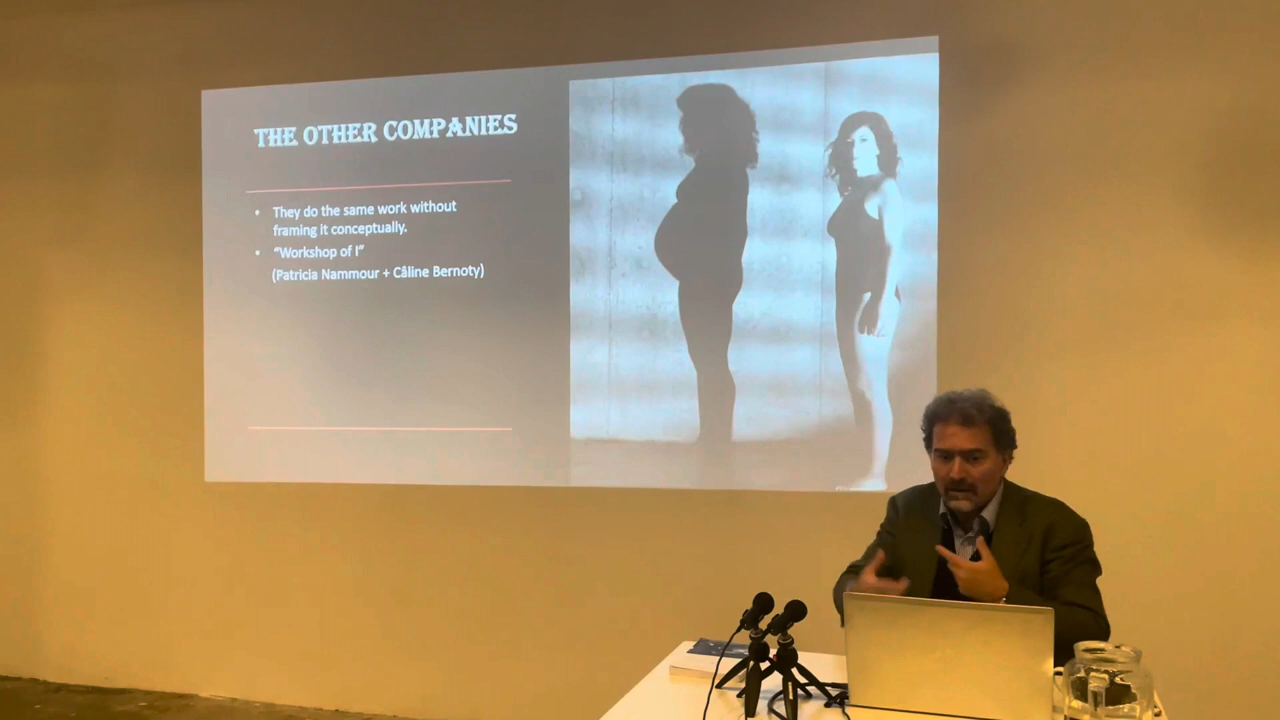 THE OTHER COMPANIES
• They do the same work without
framing it conceptually.
• “Workshop of I”
(Patricia Nammour + Câline Bernoty)